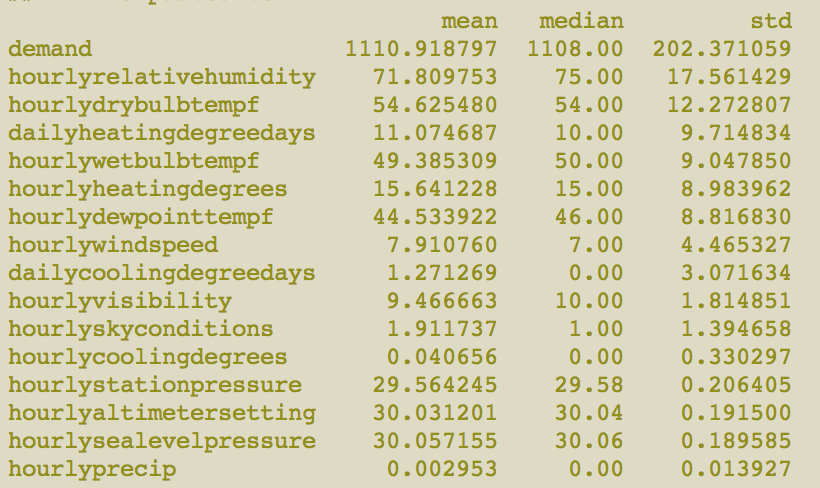 mean median std
demand 1110.918797 1108.00 202.371059
hourlyrelativehumidity 71.809753 75.00 17.561429
hourlydrybulbtempf 54.625480 54.00 12.272807
dailyheatingdegreedays 11.074687 10.00 9.714834
hourlywetbulbtempf 49.385309 50.00 9.047850
hourlyheatingdegrees 15.641228 15.00 8.983962
hourlydewpointtempf 44.533922 46.00 8.816830
hourlywindspeed 7.910760 7.00 4.465327
dailycoolingdegreedays 1.271269 0.00 3.071634
hourlyvisibility 9.466663 10.00 1.814851
hourlyskyconditions 1.911737 1.00 1.394658
hourlycoolingdegrees 0.040656 0.00 0.330297
hourlystationpressure 29.564245 29.58 0.206405
hourlyaltimetersetting 30.031201 30.04 0.191500
hourlysealevelpressure 30.057155 30.06 0.189585
hourlyprecip 0.002953 0.00 0.013927